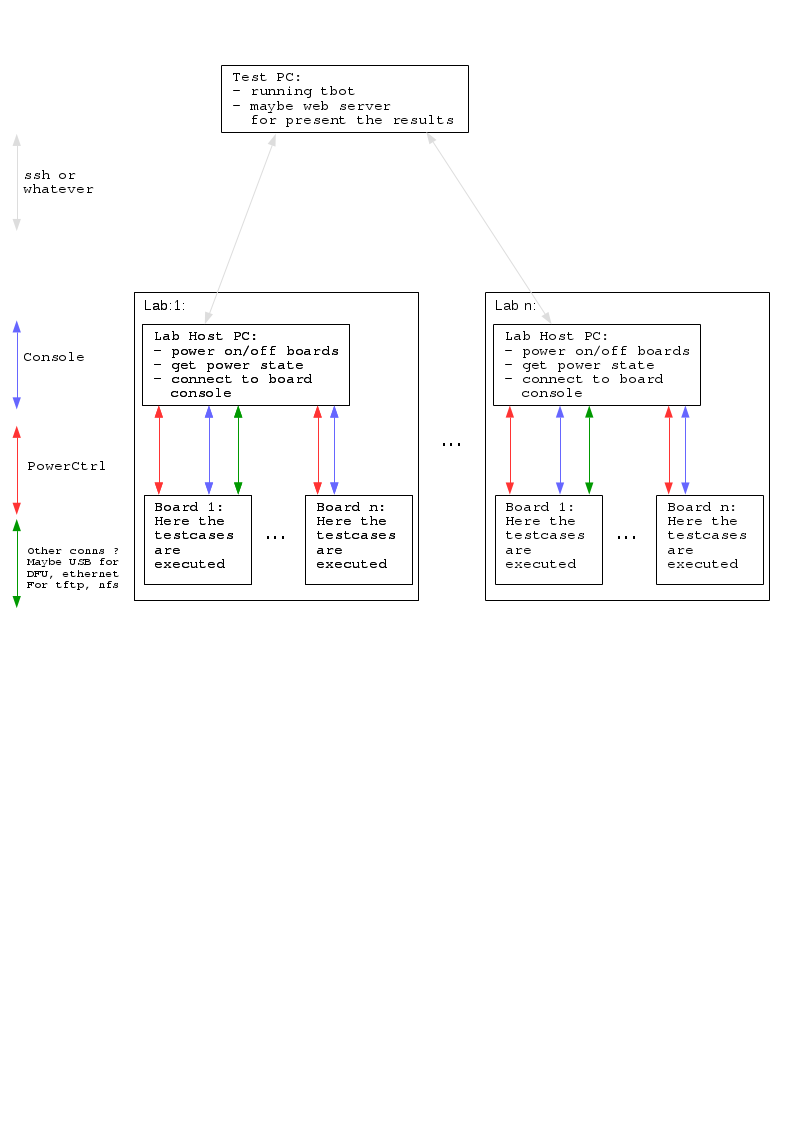 Test PC:
- running tbot
- maybe web server
for present the results
ssh or
whatever
Console
PowerCtrl
Other conns ?
Maybe USB for
DFU, ethernet
For tftp, nfs
Lab:1:
Lab Host PC:
- power on/off boards
- get power state
- connect to board
console
Board 1:
Here the
testcases
are
executed
...
Board n:
Here the
testcases
are
executed
...
Lab n:
Lab Host PC:
- power on/off boards
- get power state
- connect to board
console
Board 1:
Here the
testcases
are
executed
...
Board n:
Here the
testcases
are
executed